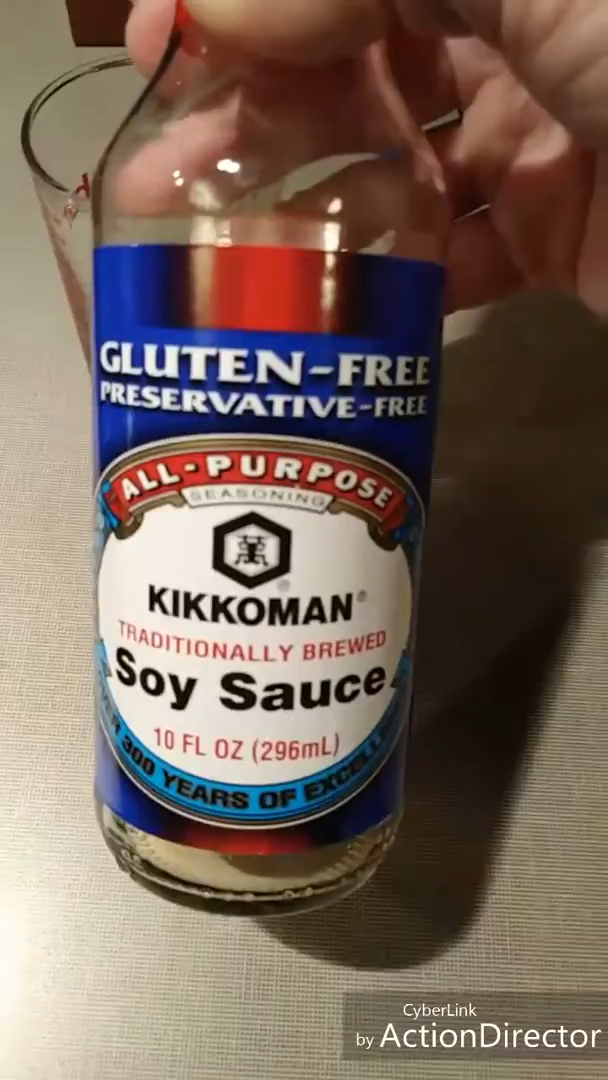 GLUTEN-FREE
PRESERVATIVE-FREE
ALL-PURPOSE
SEASONING
KIKKOMAN®
TRADITIONALLY BREWED
Soy Sauce
10 FL OZ (296mL)
300 YEARS OF
CyberLink
by ActionDirector